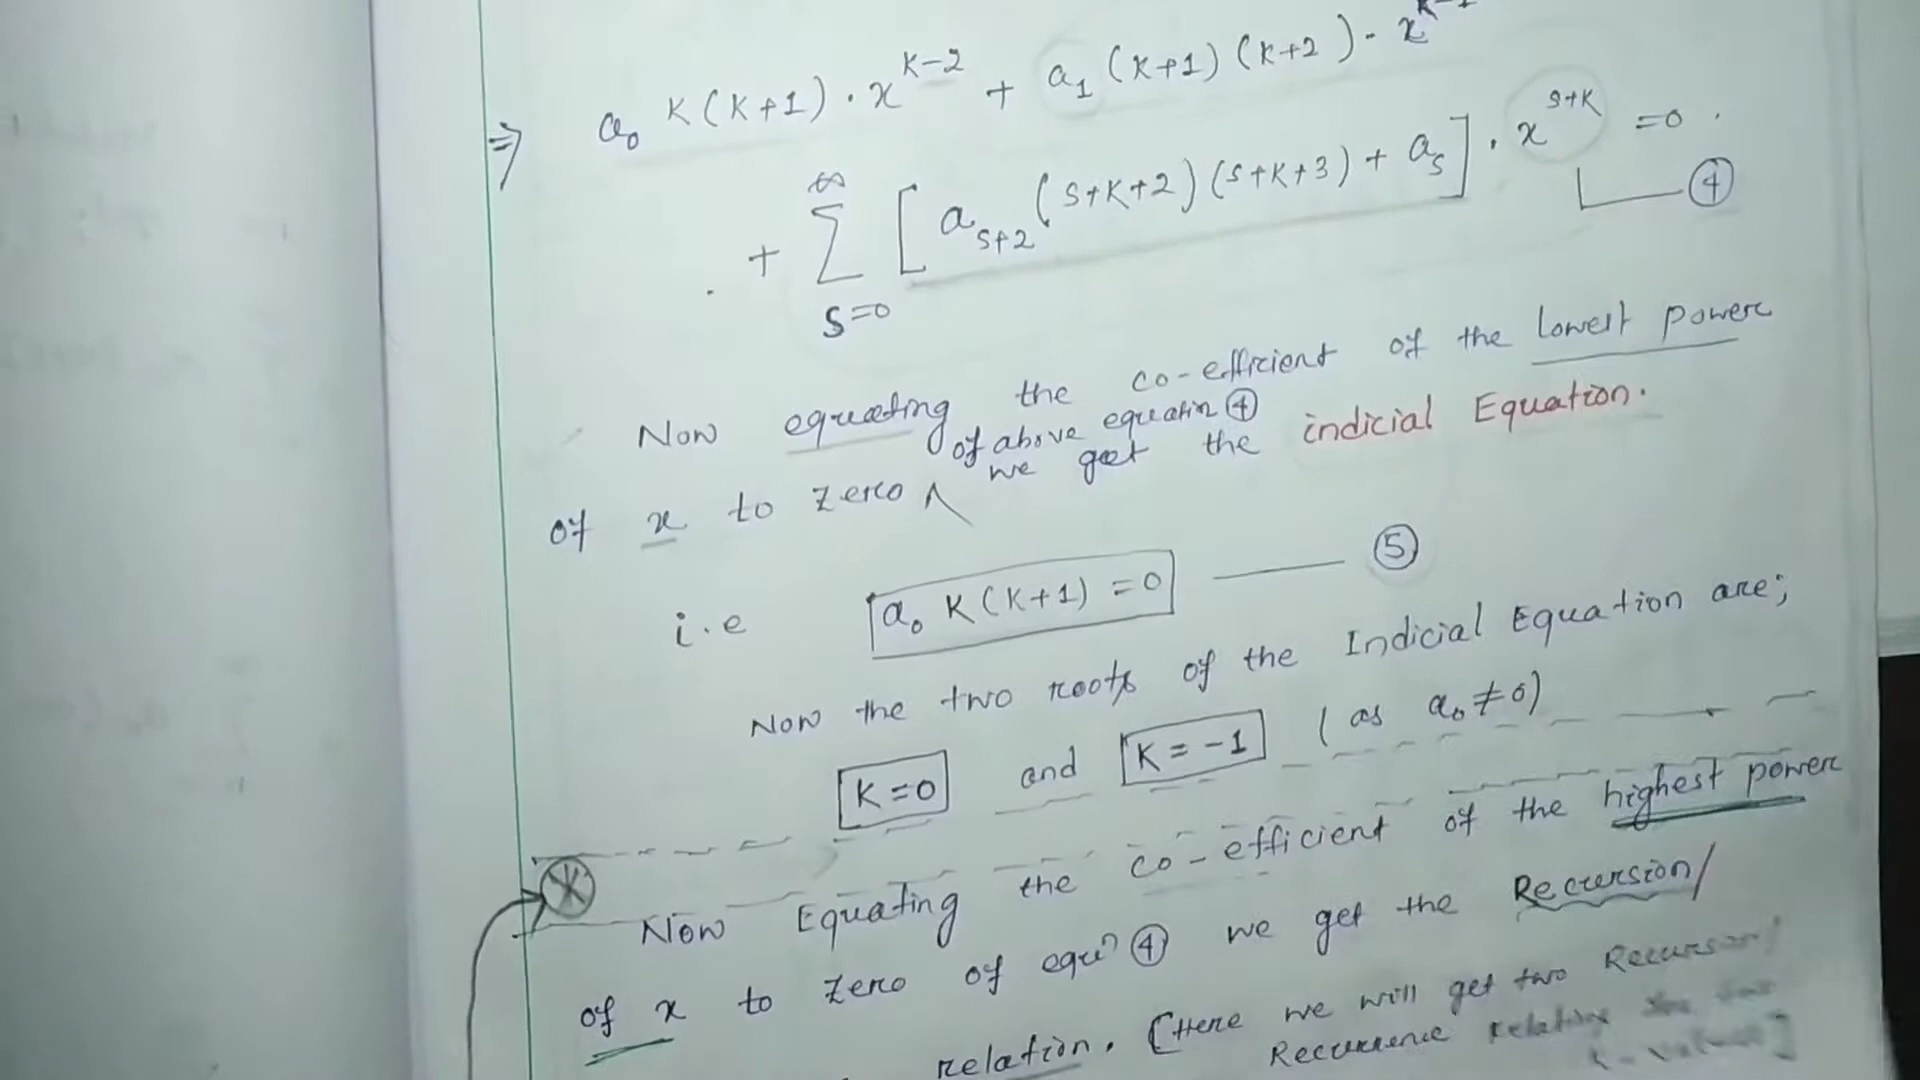 ⇒ a₀ K(K+1)·x^{K-2} + a₁ (K+1)(K+2)·x
+ ∞ Σ S=0 [a_{S+2} (S+K+2)(S+K+3) + a_S]·x^{S+K} =0. ④
Now equating the co-efficient of the lowest power
of above equatin ④
of x to zero ∧ we get the indicial Equation.
i.e a₀ K(K+1) =0 ⑤
Now the two roots of the Indicial Equation are;
K=0 and K=-1 (as a₀≠0)
Now Equating the co-efficient of the highest power
of x to zero of equⁿ ④ we get the Recursion/
relation. [Here we will get two Recursor/
Recurrence relation